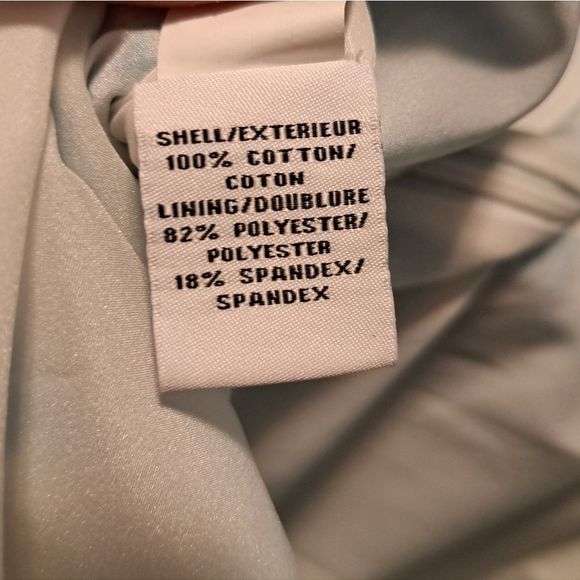 SHELL/EXTERIEUR
100% COTTON/
COTON
LINING/DOUBLURE
82% POLYESTER/
POLYESTER
18% SPANDEX/
SPANDEX